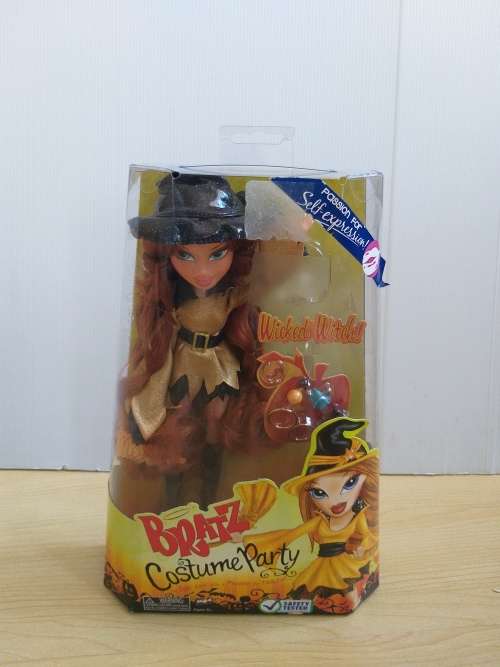 Passion For
Self-expression!
Wicked Witch!
BRATZ
Costume Party
SAFETY
TESTED